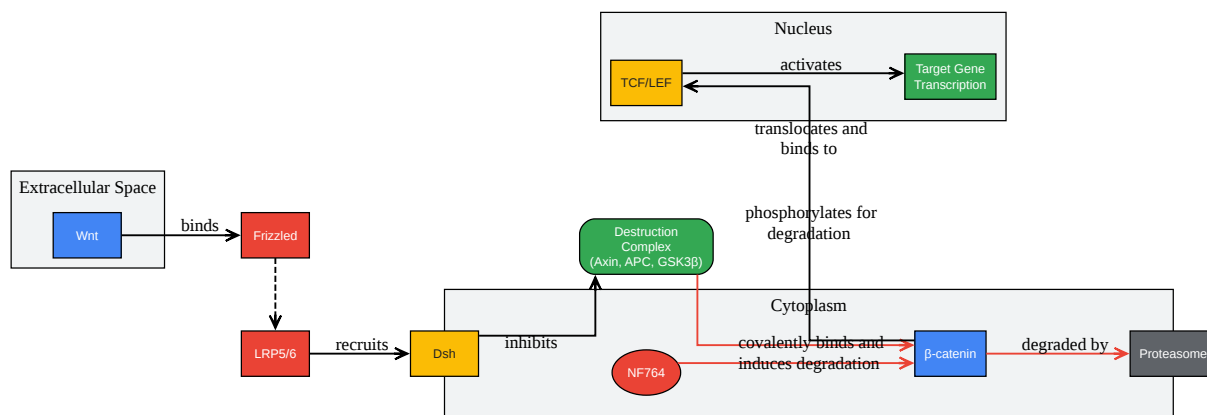 Nucleus
activates
TCF/LEF
Target Gene
Transcription
translocates and
binds to
Extracellular Space
Wnt
binds
Frizzled
phosphorylates for
degradation
Destruction
Complex
(Axin, APC, GSK3β)
Cytoplasm
LRP5/6
recruits
Dsh
inhibits
covalently binds and
induces degradation
NF764
β-catenin
degraded by
Proteasome